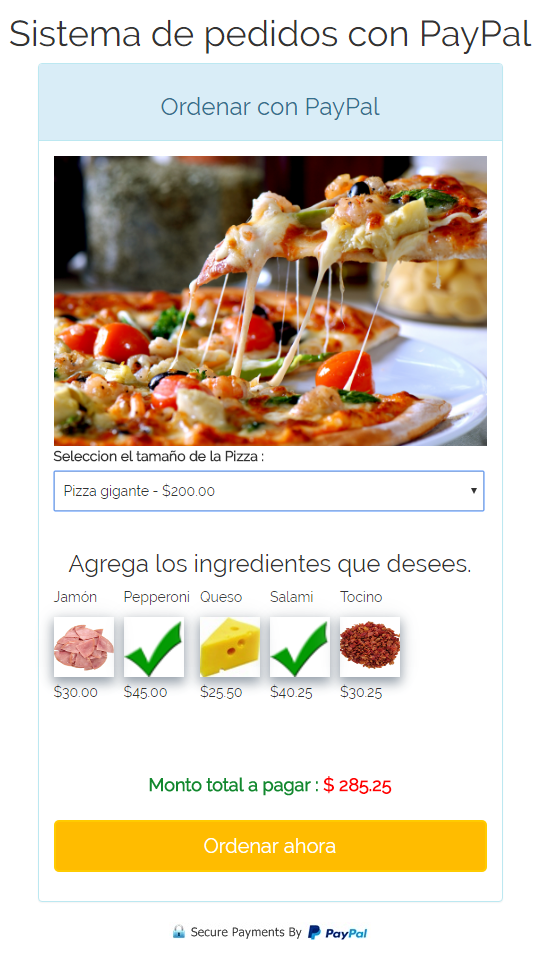 Sistema de pedidos con PayPal
Ordenar con PayPal
Seleccion el tamaño de la Pizza :
Pizza gigante - $200.00
Agrega los ingredientes que desees.
Jamón Pepperoni Queso Salami Tocino
$30.00 $45.00 $25.50 $40.25 $30.25
Monto total a pagar : $ 285.25
Ordenar ahora
Secure Payments By PayPal